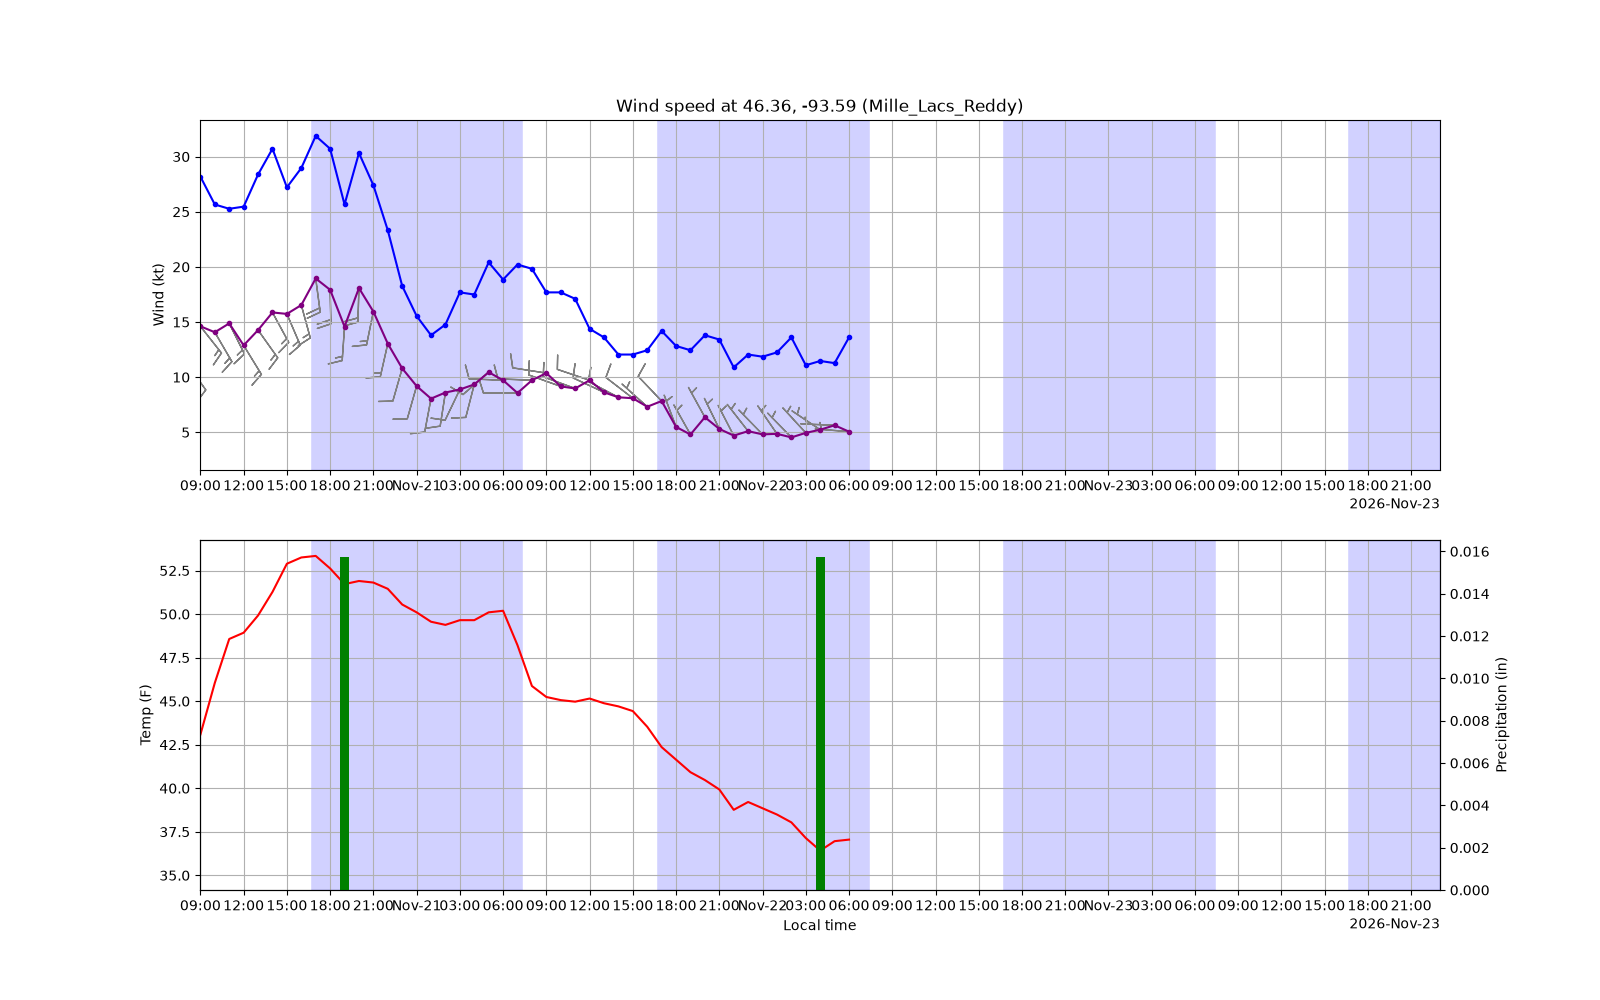 Wind speed at 46.36, -93.59 (Mille_Lacs_Reddy)
30
25
20
15
10
5
Wind (kt)
09:00 12:00 15:00 18:00 21:00 Nov-21 03:00 06:00 09:00 12:00 15:00 18:00 21:00 Nov-22 03:00 06:00 09:00 12:00 15:00 18:00 21:00 Nov-23 03:00 06:00 09:00 12:00 15:00 18:00 21:00
2026-Nov-23
52.5
50.0
47.5
45.0
42.5
40.0
37.5
35.0
Temp (F)
0.016
0.014
0.012
0.010
0.008
0.006
0.004
0.002
0.000
Precipitation (in)
09:00 12:00 15:00 18:00 21:00 Nov-21 03:00 06:00 09:00 12:00 15:00 18:00 21:00 Nov-22 03:00 06:00 09:00 12:00 15:00 18:00 21:00 Nov-23 03:00 06:00 09:00 12:00 15:00 18:00 21:00
Local time
2026-Nov-23